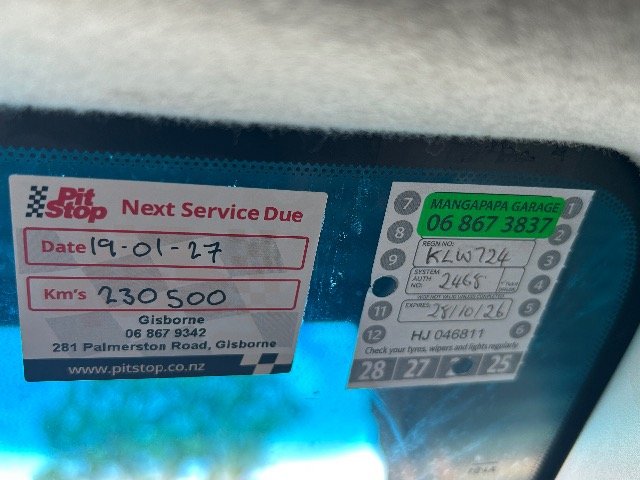 Pit Stop
Next Service Due
Date 19-01-27
Km's 230 500
Gisborne
06 867 9342
281 Palmerston Road, Gisborne
www.pitstop.co.nz
MANGAPAPA GARAGE
06 867 3837
REGN NO: KLW724
SYSTEM AUTH NO: 2468
EXPIRES: 28/10/26
HJ 046811
Check your tyres, wipers and lights regularly
7 8 9 11 12
1 2 3 4 5 6
28 27 25